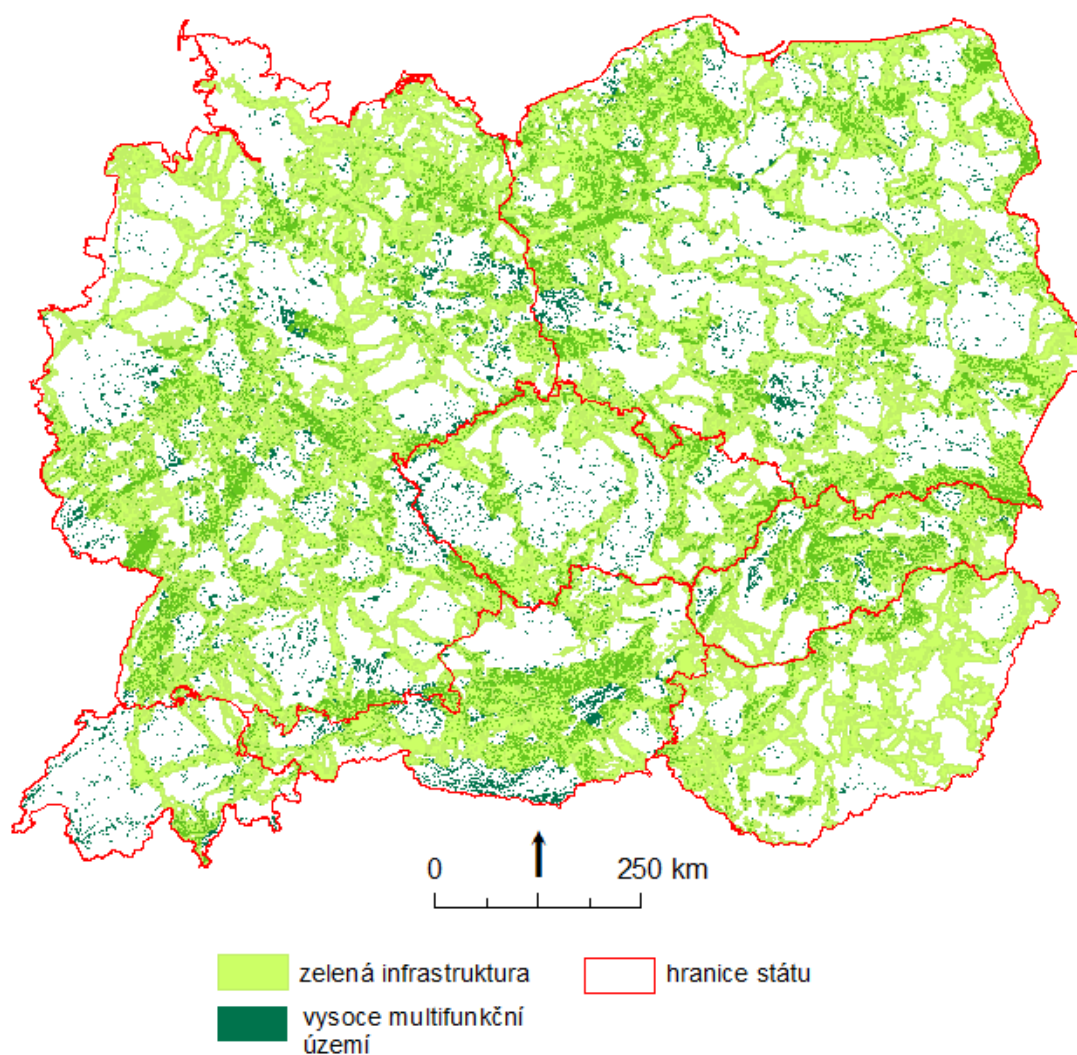 0 250 km
zelená infrastruktura
hranice státu
vysoce multifunkční
území